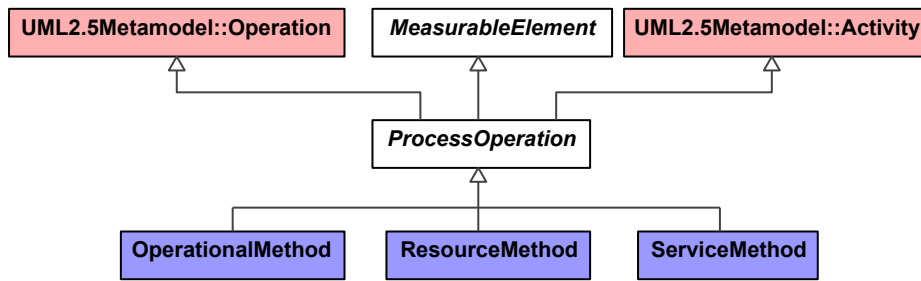 UML2.5Metamodel::Operation
MeasurableElement
UML2.5Metamodel::Activity
ProcessOperation
OperationalMethod
ResourceMethod
ServiceMethod